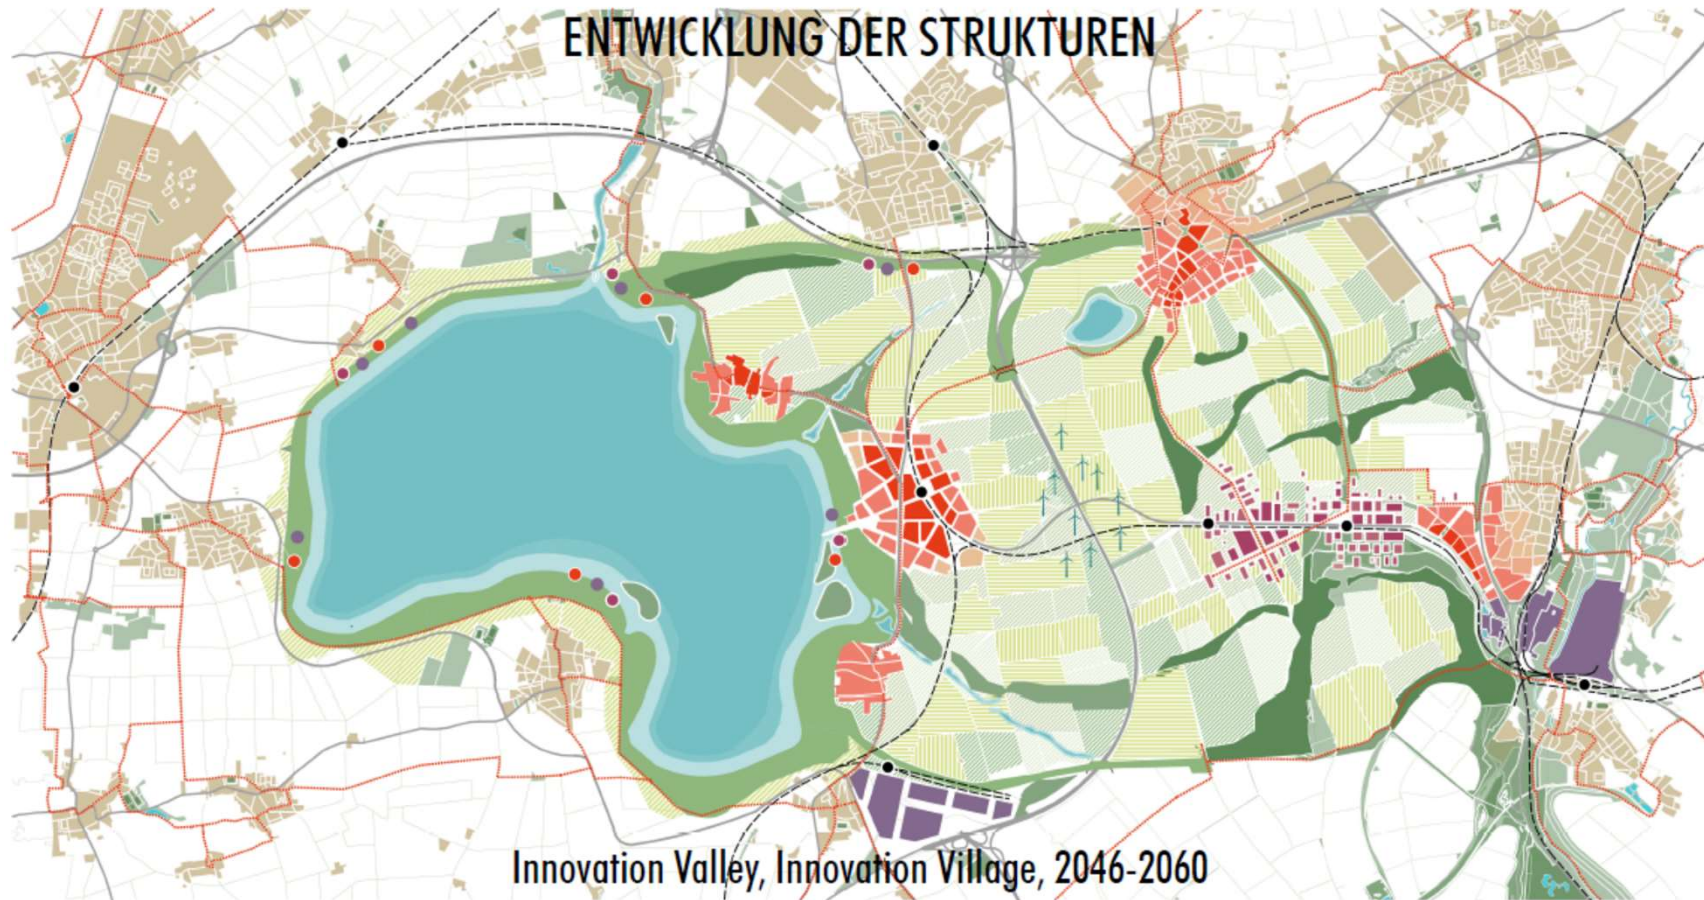 ENTWICKLUNG DER STRUKTUREN
Innovation Valley, Innovation Village, 2046-2060